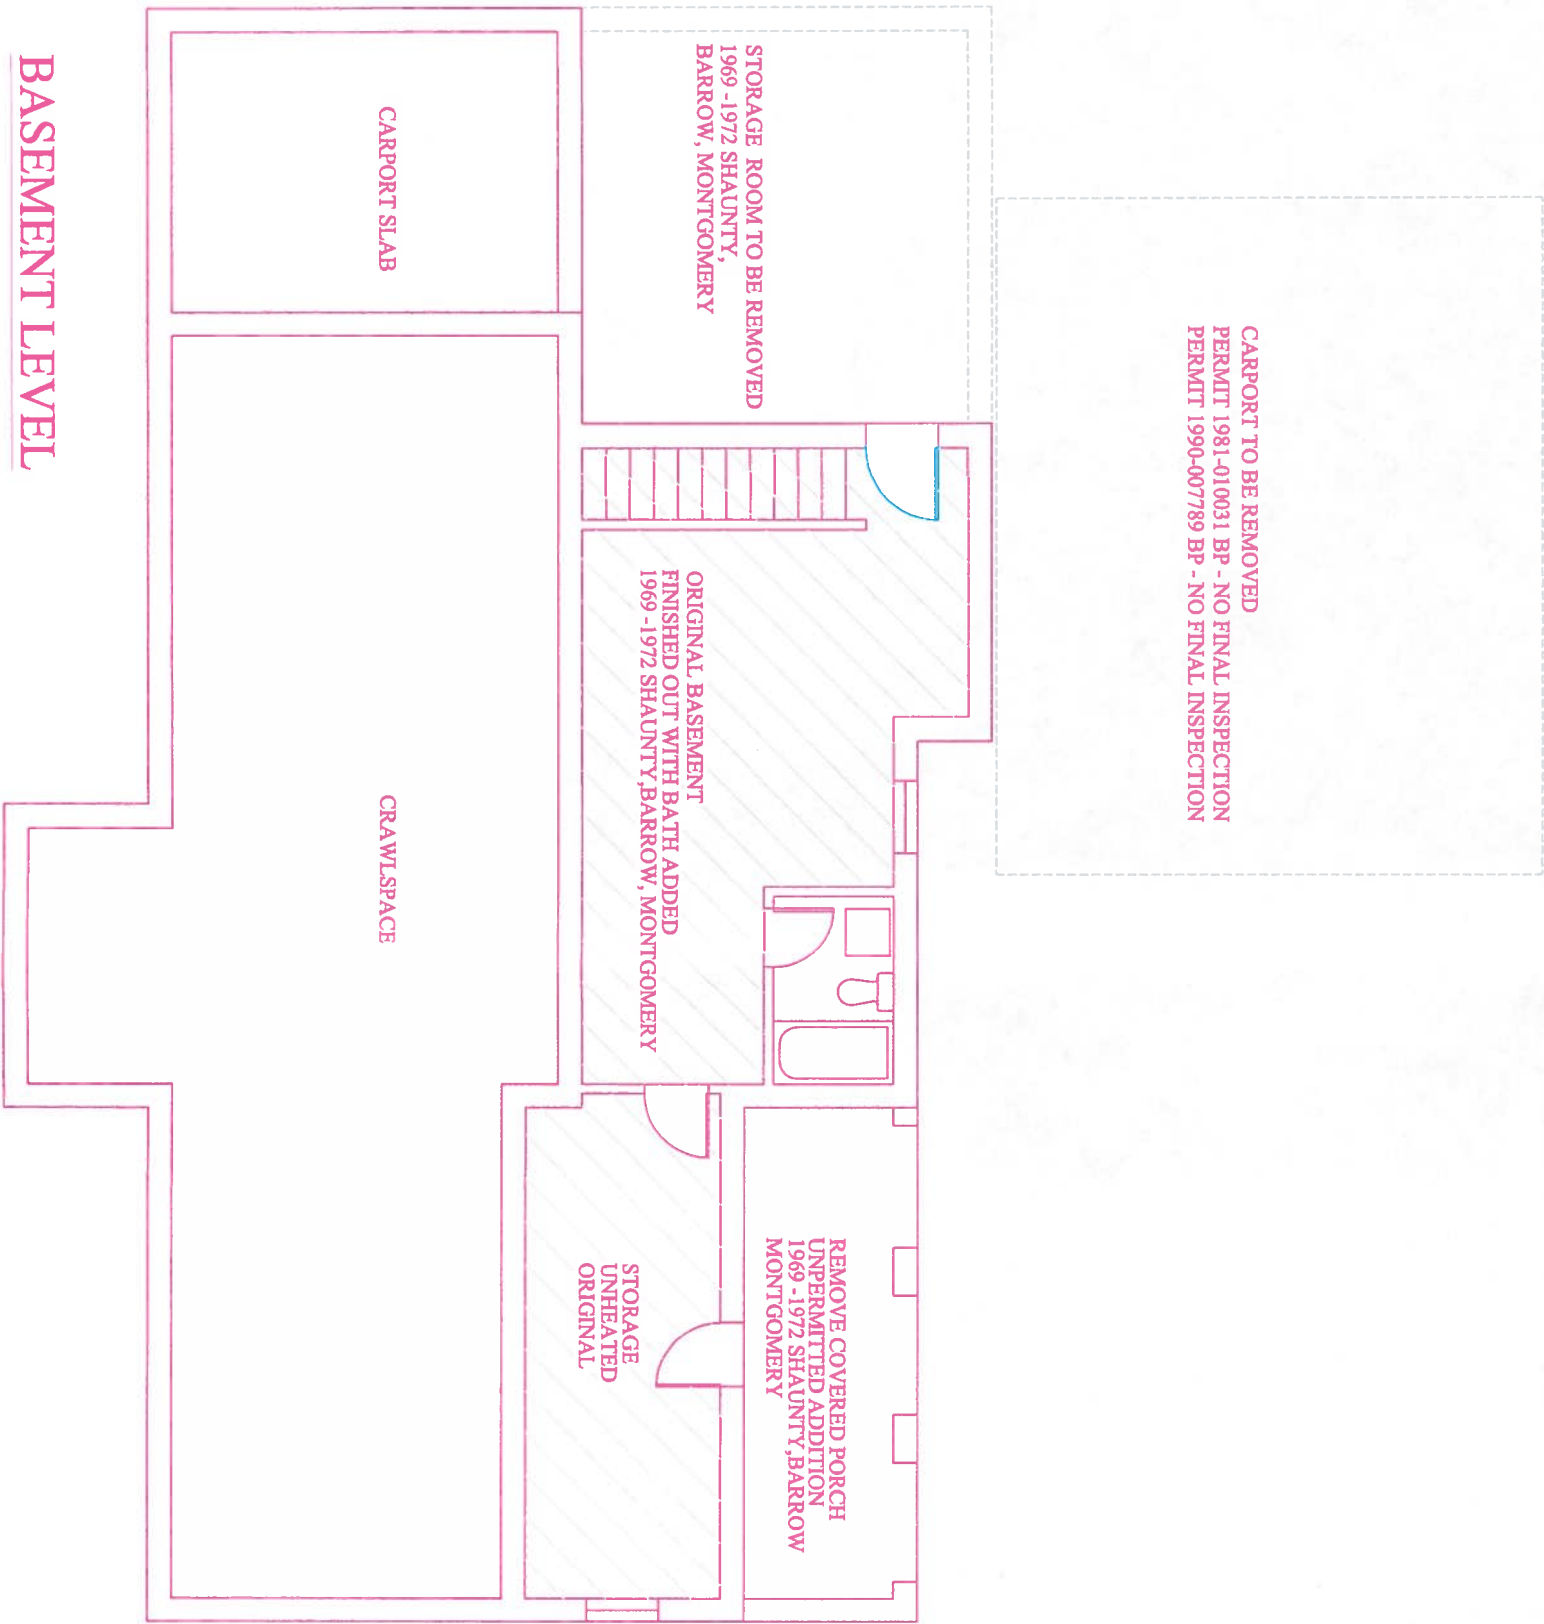 CARPORT TO BE REMOVED
PERMIT 1981-010031 BP - NO FINAL INSPECTION
PERMIT 1990-007789 BP - NO FINAL INSPECTION
STORAGE ROOM TO BE REMOVED
1969 -1972 SHAUNTY,
BARROW, MONTGOMERY
ORIGINAL BASEMENT
FINISHED OUT WITH BATH ADDED
1969 -1972 SHAUNTY,BARROW, MONTGOMERY
REMOVE COVERED PORCH
UNPERMITTED ADDITION
1969 -1972 SHAUNTY,BARROW
MONTGOMERY
STORAGE
UNHEATED
ORIGINAL
CARPORT SLAB
CRAWLSPACE
BASEMENT LEVEL